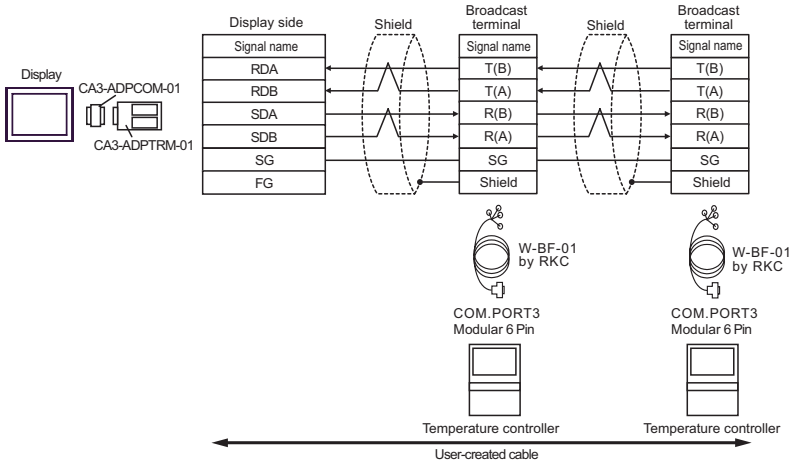 Display side
Shield
Broadcast
terminal
Shield
Broadcast
terminal
Signal name
Signal name
Signal name
RDA
T(B)
T(B)
RDB
T(A)
T(A)
SDA
R(B)
R(B)
SDB
R(A)
R(A)
SG
SG
SG
FG
Shield
Shield
Display
CA3-ADPCOM-01
CA3-ADPTRM-01
W-BF-01
by RKC
W-BF-01
by RKC
COM.PORT3
Modular 6 Pin
COM.PORT3
Modular 6 Pin
Temperature controller
Temperature controller
User-created cable